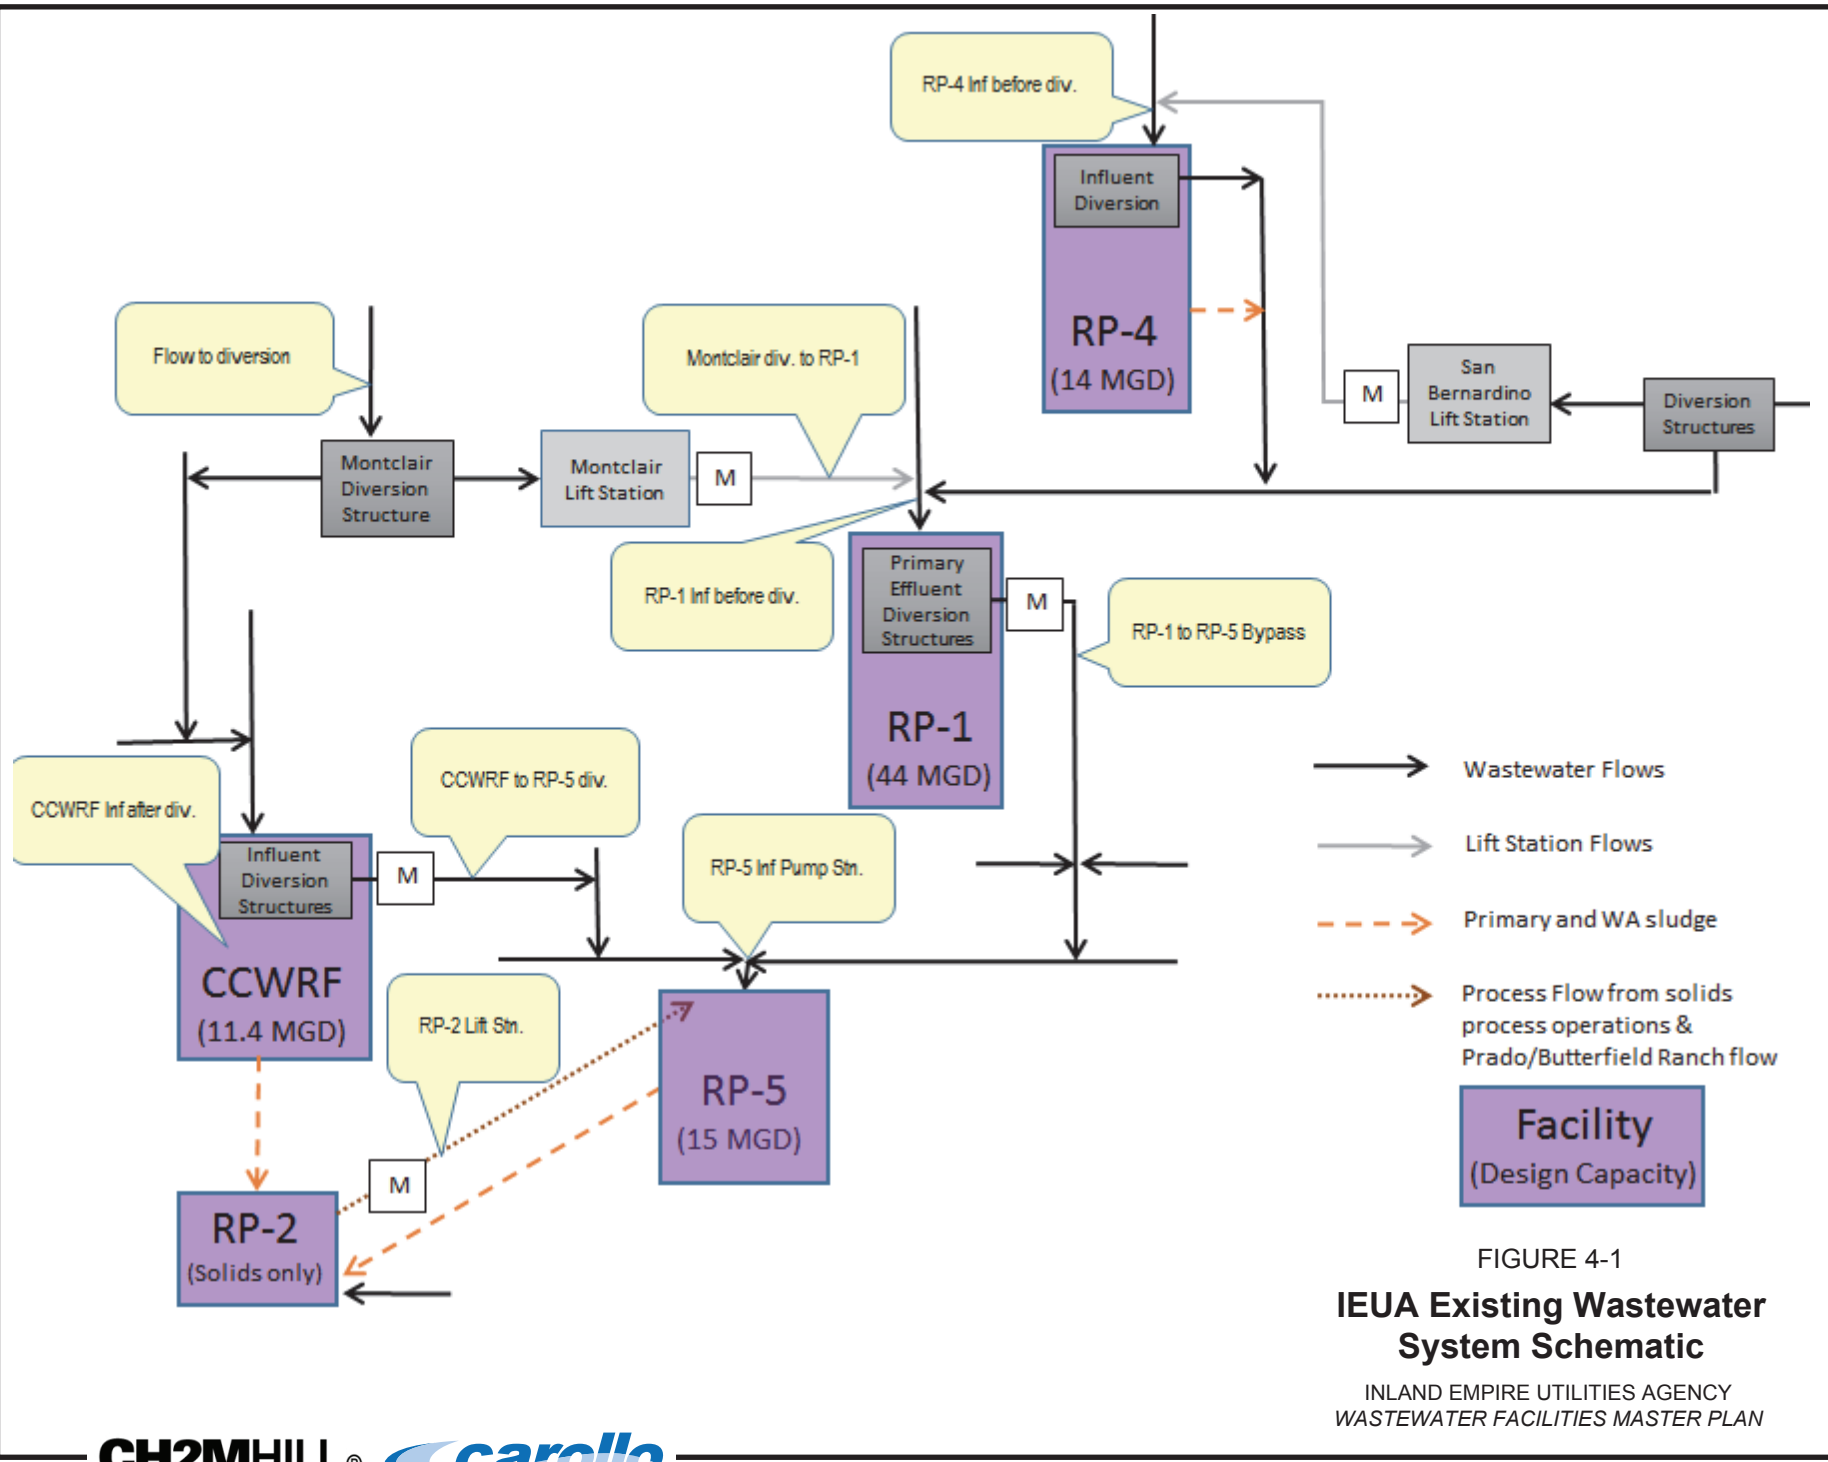 RP-4 Inf before div.
Influent
Diversion
RP-4
(14 MGD)
Flow to diversion
Montclair div. to RP-1
San
Bernardino
Lift Station
M
Diversion
Structures
Montclair
Diversion
Structure
Montclair
Lift Station
M
RP-1 Inf before div.
Primary
Effluent
Diversion
Structures
M
RP-1 to RP-5 Bypass
RP-1
(44 MGD)
CCWRF Inf after div.
CCWRF to RP-5 div.
RP-5 Inf Pump Stn.
Influent
Diversion
Structures
M
CCWRF
(11.4 MGD)
RP-2 Lift Stn.
RP-5
(15 MGD)
M
RP-2
(Solids only)
Wastewater Flows
Lift Station Flows
Primary and WA sludge
Process Flow from solids
process operations &
Prado/Butterfield Ranch flow
Facility
(Design Capacity)
FIGURE 4-1
IEUA Existing Wastewater
System Schematic
INLAND EMPIRE UTILITIES AGENCY
WASTEWATER FACILITIES MASTER PLAN
CH2MHILL® carollo